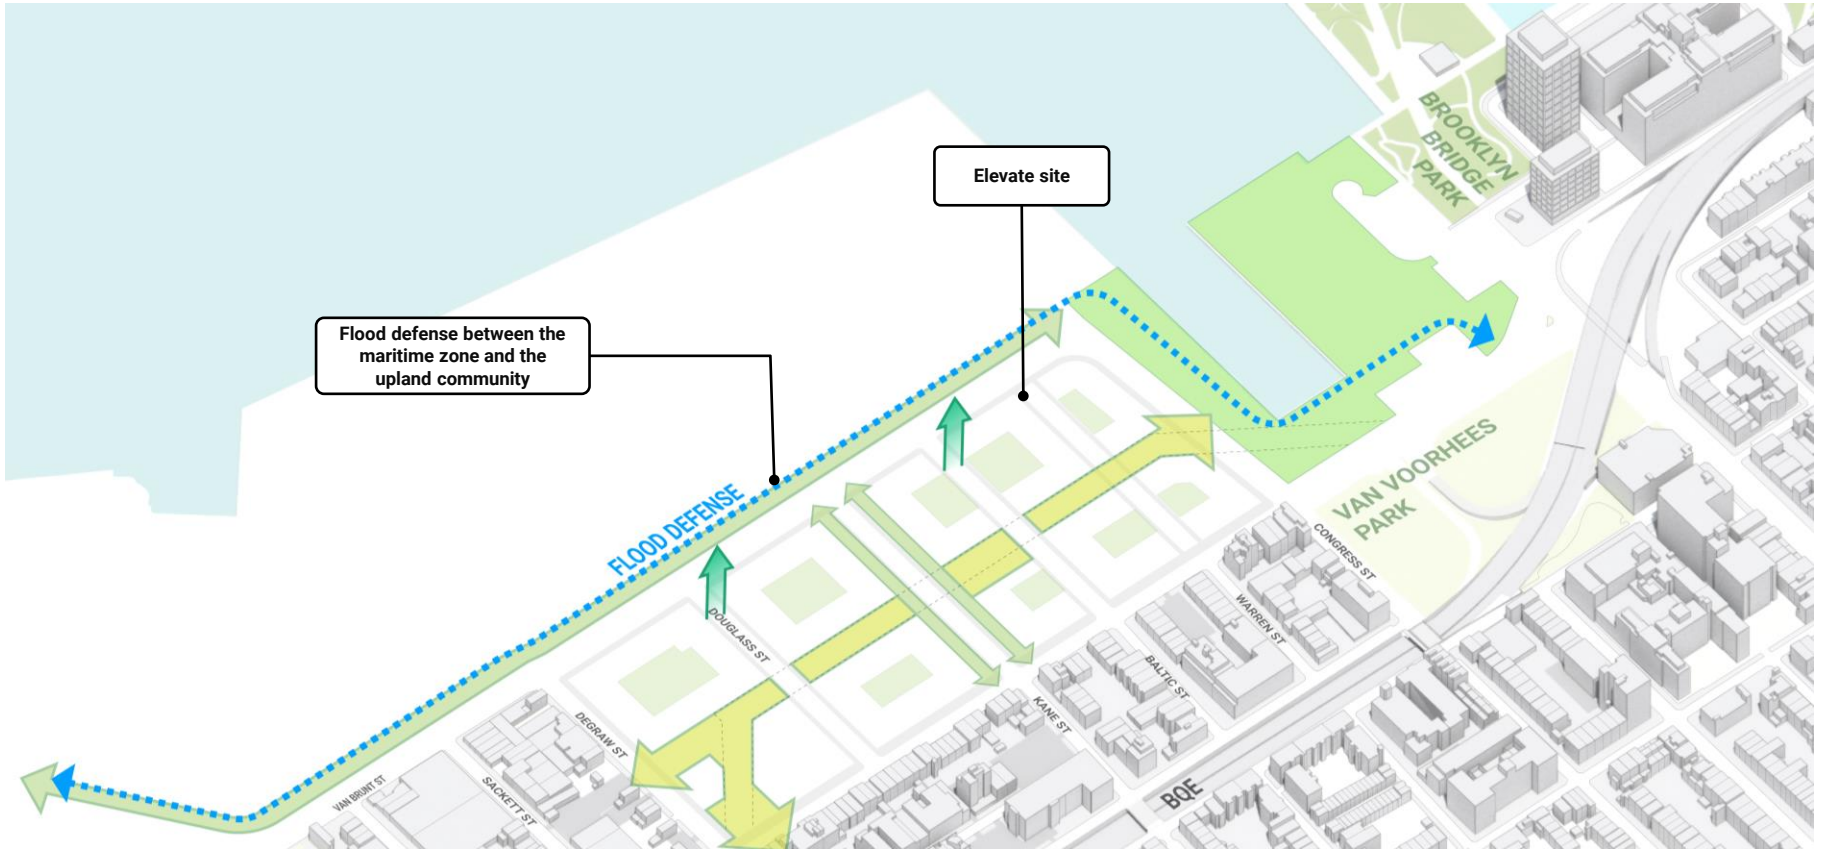 BROOKLYN
BRIDGE
PARK
Elevate site
Flood defense between the
maritime zone and the
upland community
FLOOD DEFENSE
VAN VOORHEES
PARK
CONGRESS ST
WARREN ST
BALTIC ST
KANE ST
DOUGLASS ST
DEGRAW ST
SACKETT ST
VAN BRUNT ST
BQE